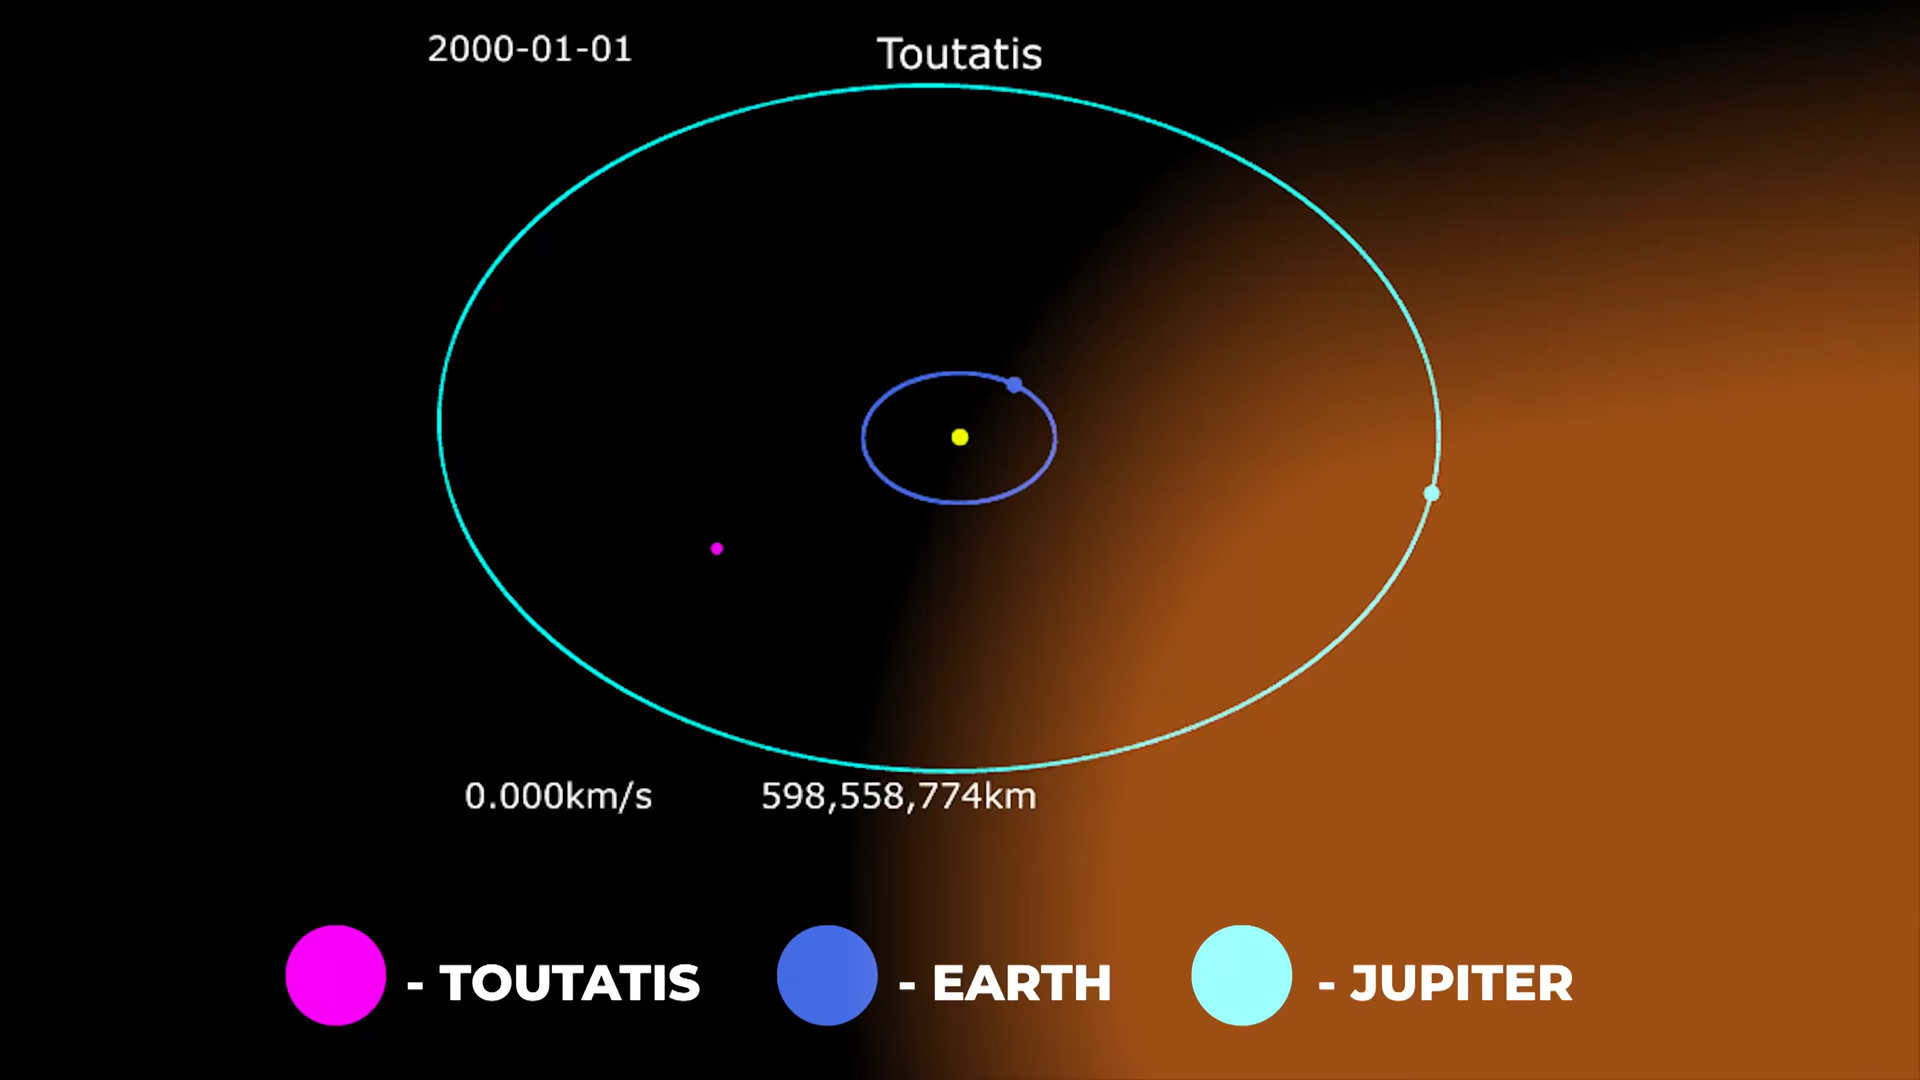 2000-01-01
Toutatis
0.000km/s
598,558,774km
- TOUTATIS
- EARTH
- JUPITER